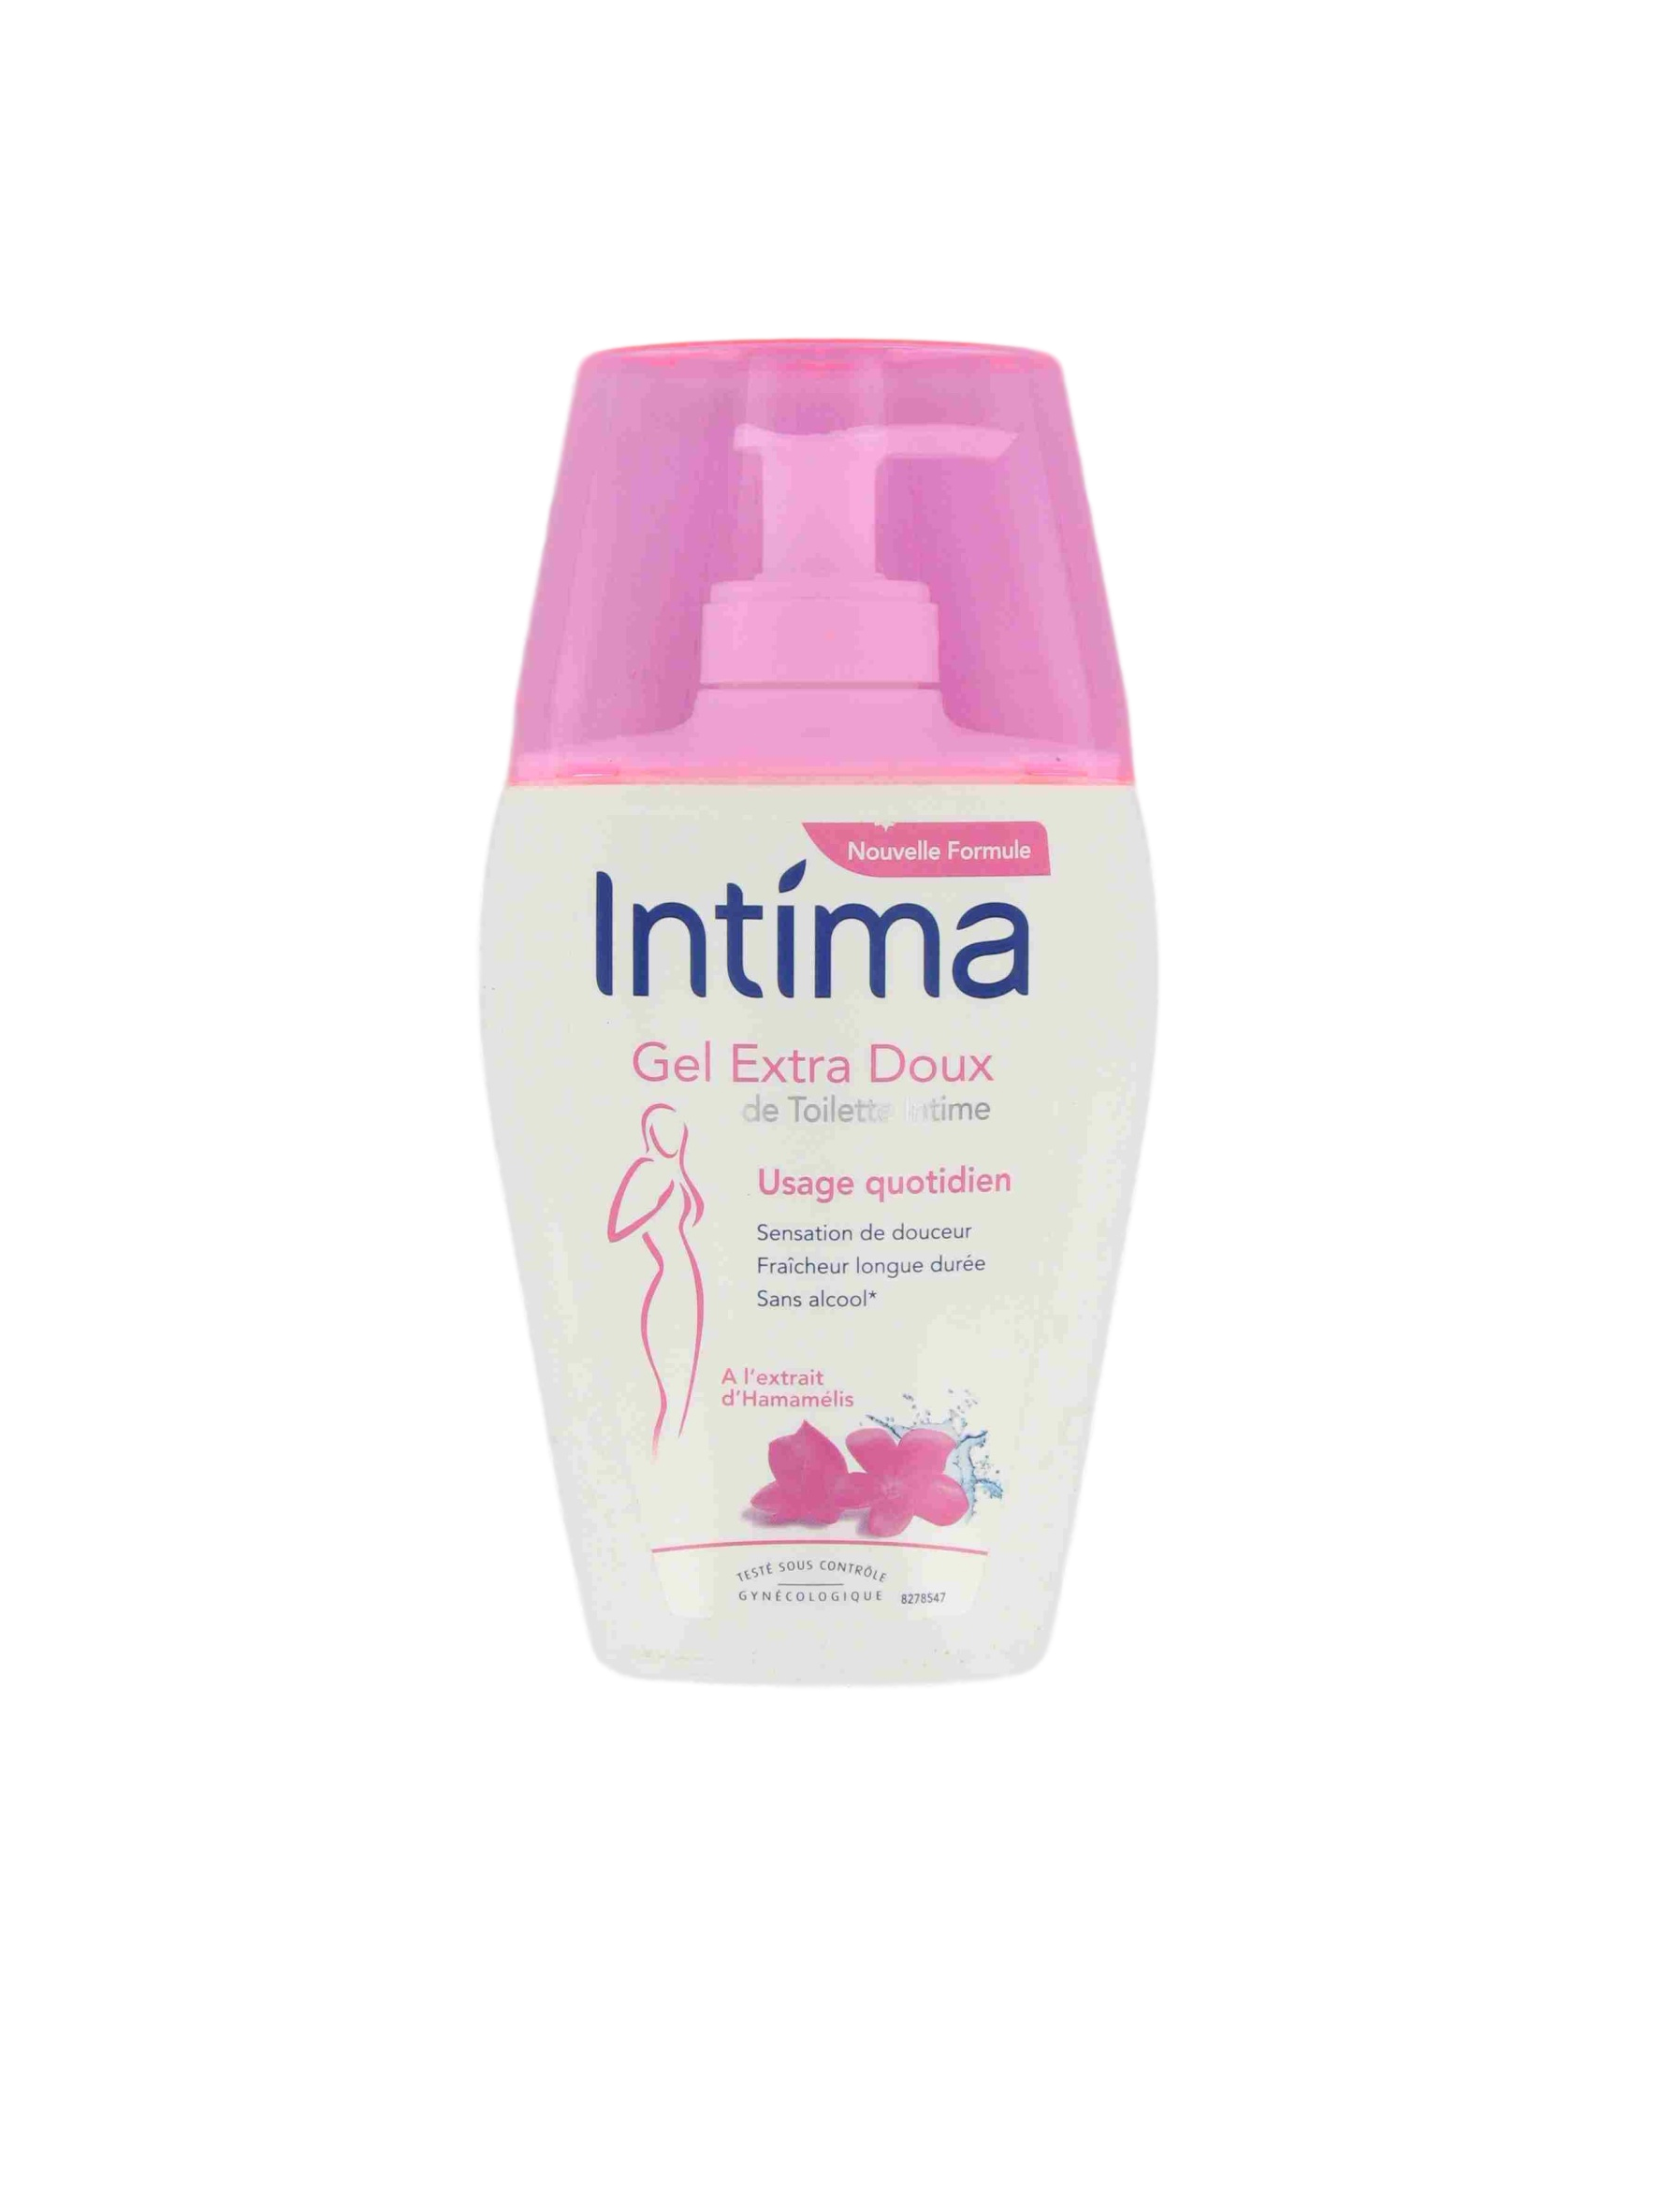 Nouvelle Formule
Intima
Gel Extra Doux
de Toilette Intime
Usage quotidien
Sensation de douceur
Fraîcheur longue durée
Sans alcool*
A l'extrait
d'Hamamélis
TESTÉ SOUS CONTRÔLE
GYNÉCOLOGIQUE 8278547